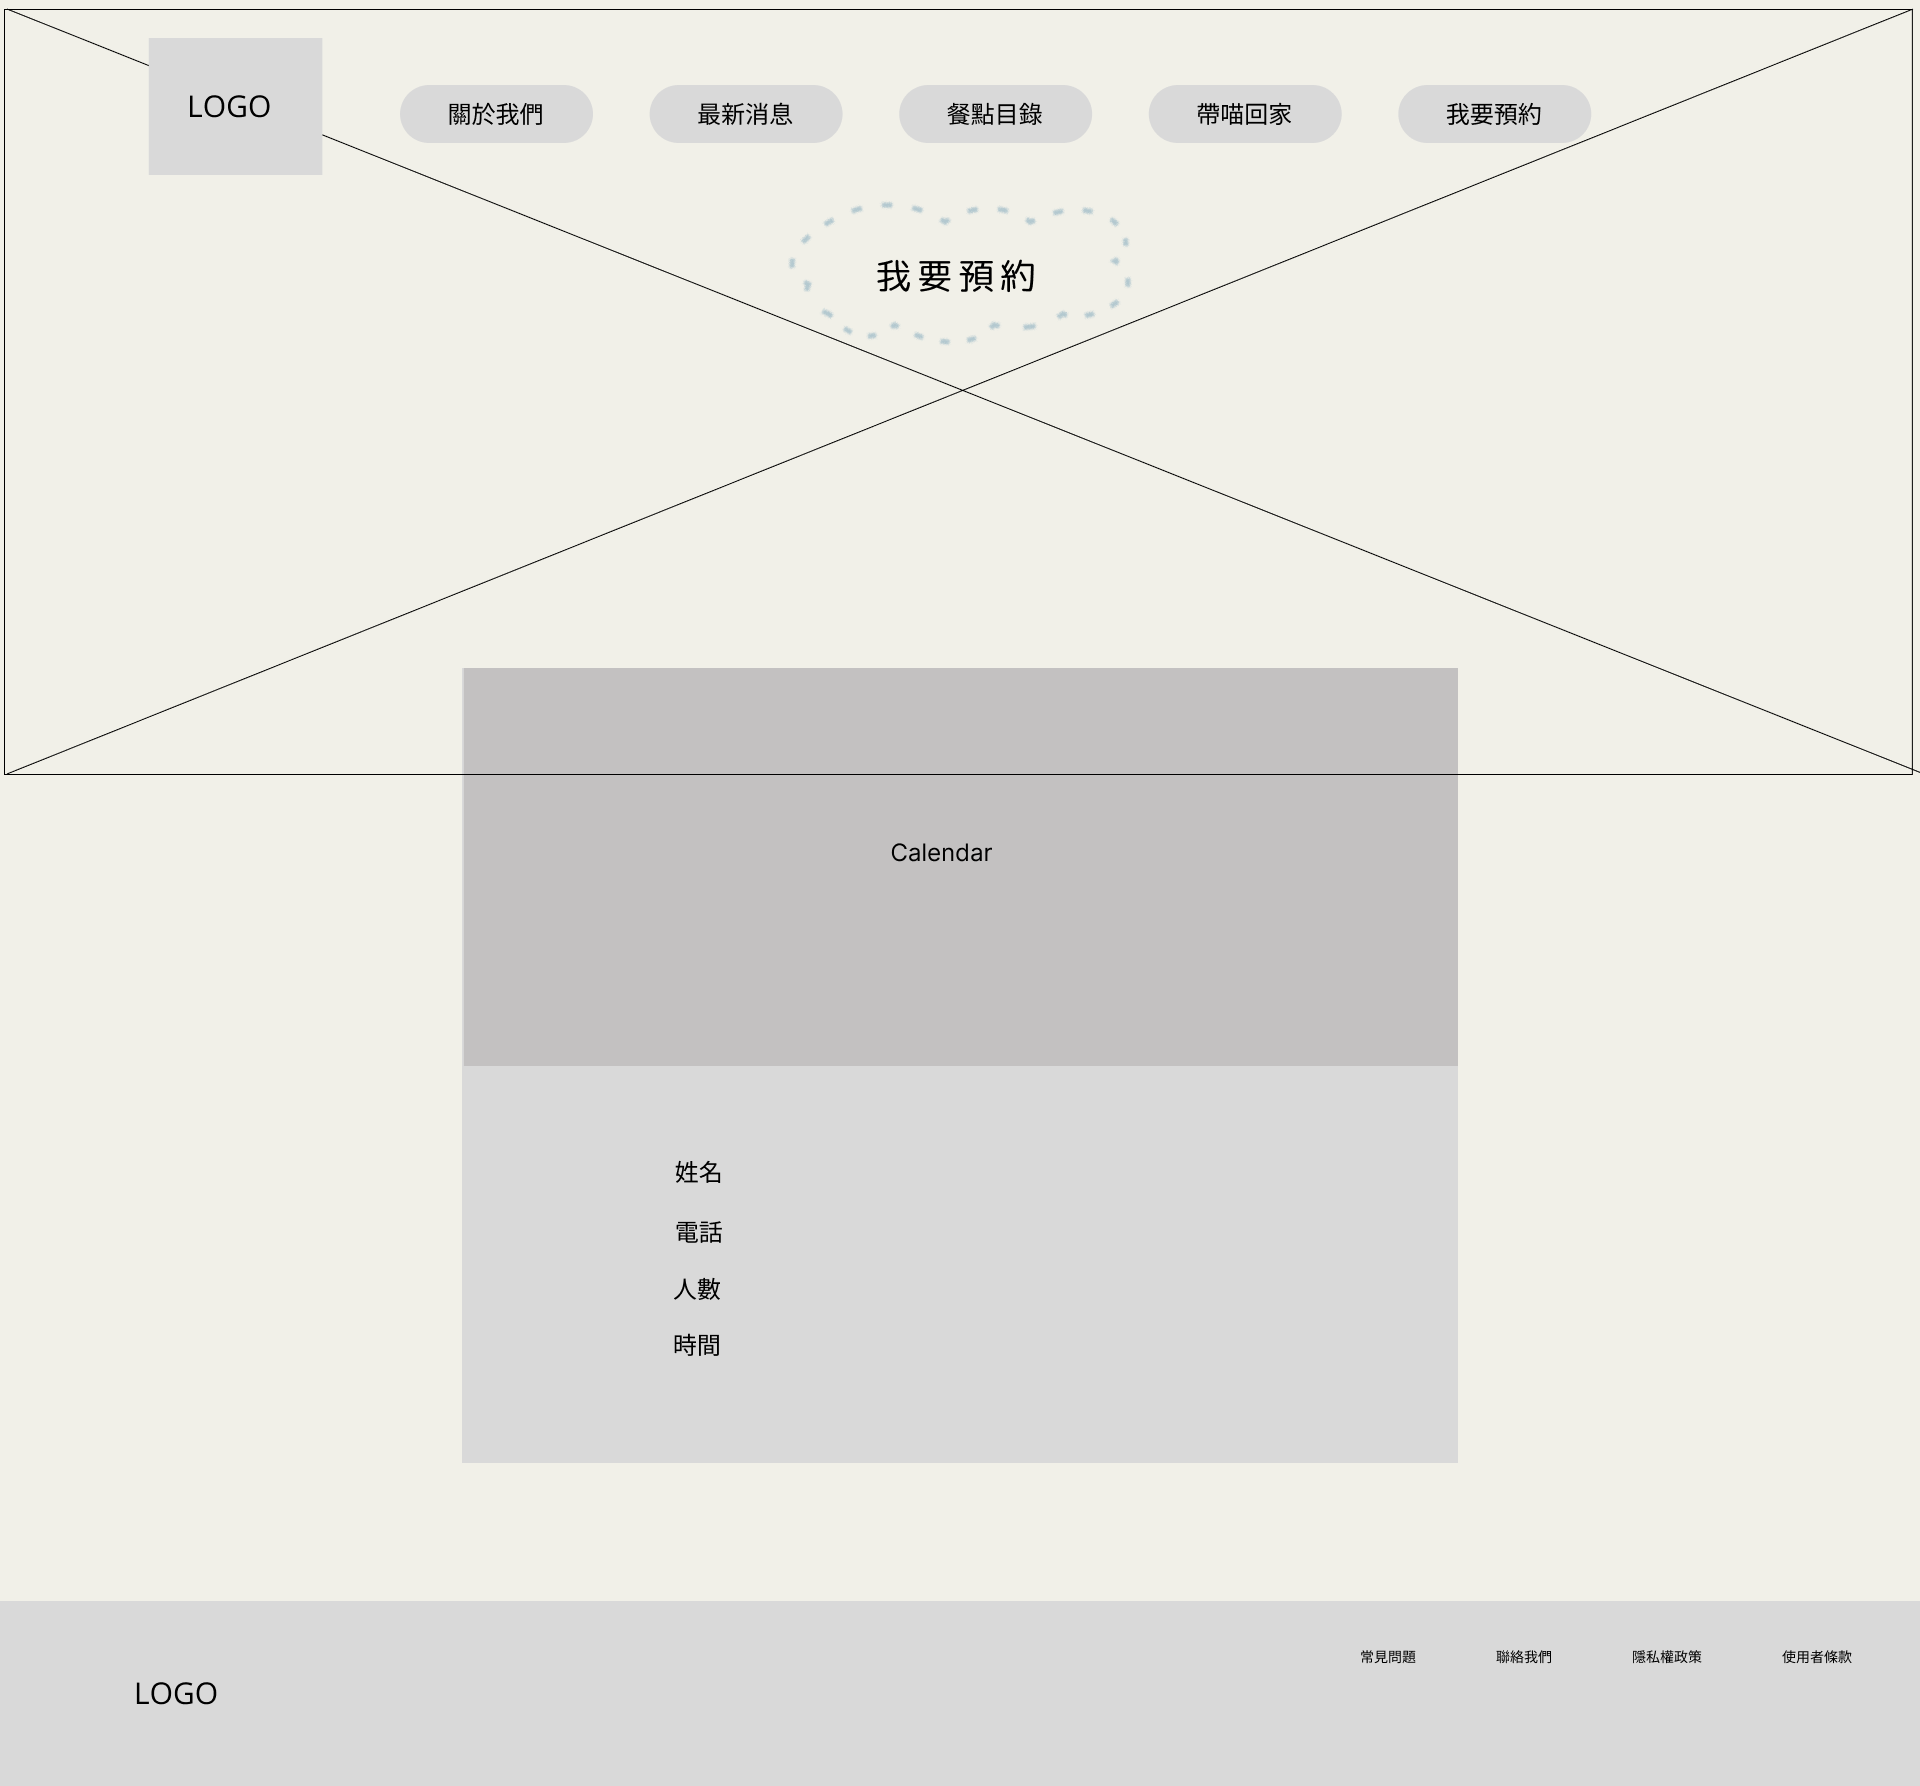 LOGO
關於我們
最新消息
餐點目錄
帶喵回家
我要預約
我要預約
Calendar
姓名
電話
人數
時間
常見問題
聯絡我們
隱私權政策
使用者條款
LOGO